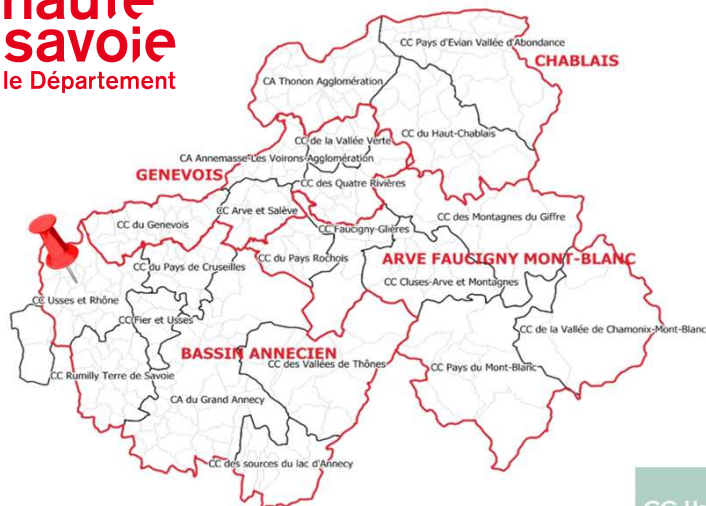 haute
savoie
le Département
CC Pays d'Evian Vallée d'Abondance
CHABLAIS
CA Thonon Agglomération
CC de la Vallée Verte
CC du Haut-Chablais
CA Annemasse-Les Voirons-Agglomération
GENEVOIS
CC des Quatre Rivières
CC Arve et Salève
CC des Montagnes du Giffre
CC du Genevois
CC Faucigny-Glières
CC du Pays de Cruseilles
CC du Pays Rochois
ARVE FAUCIGNY MONT-BLANC
CC Cluses-Arve et Montagnes
CC Usses et Rhône
CC Fier et Usses
CC de la Vallée de Chamonix-Mont-Blanc
BASSIN ANNECIEN
CC des Vallées de Thônes
CC Pays du Mont-Blanc
CC Rumilly Terre de Savoie
CA du Grand Annecy
CC des sources du lac d'Annecy